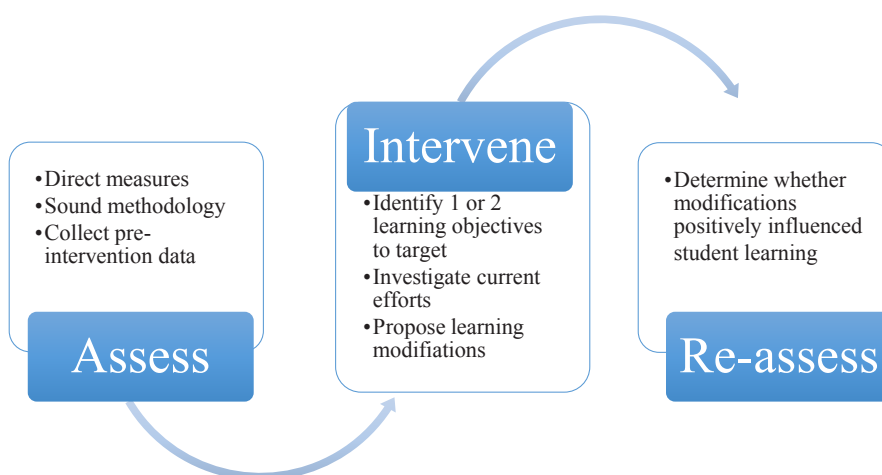 •Direct measures
•Sound methodology
•Collect pre-
intervention data
Assess
Intervene
•Identify 1 or 2
learning objectives
to target
•Investigate current
efforts
•Propose learning
modifiations
•Determine whether
modifications
positively influenced
student learning
Re-assess